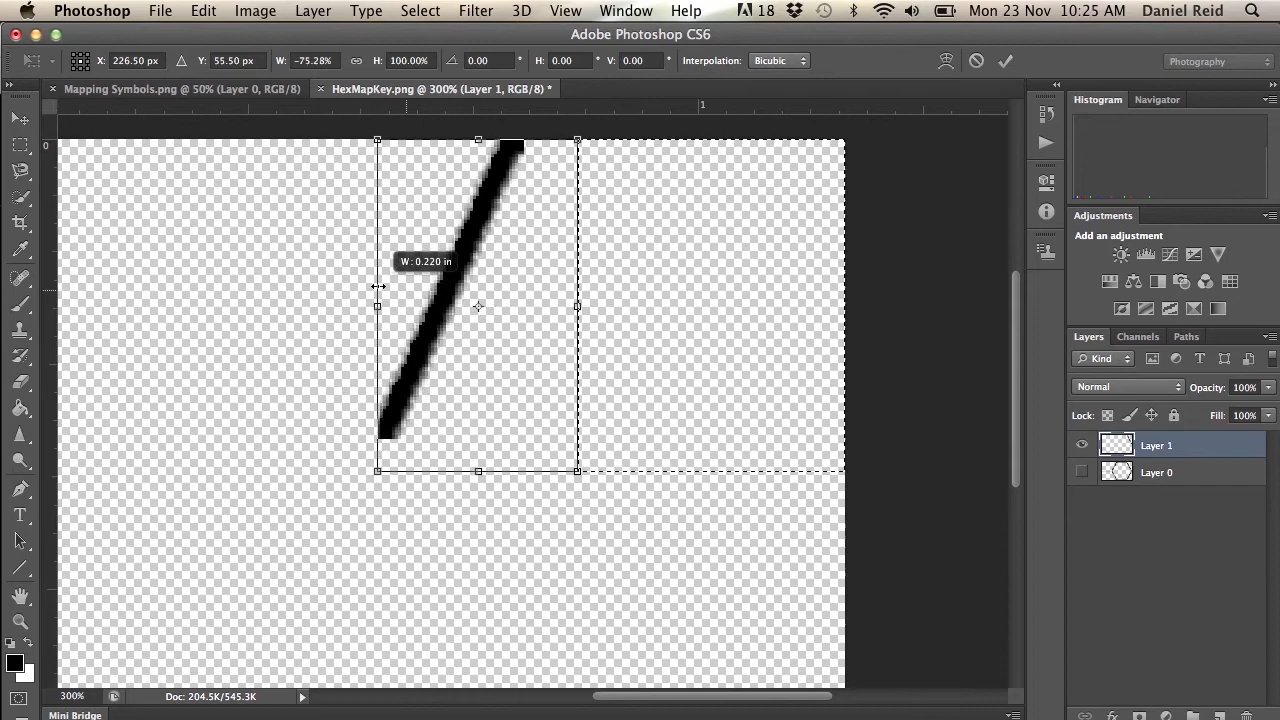 Photoshop File Edit Image Layer Type Select Filter 3D View Window Help 18 Mon 23 Nov 10:25 AM Daniel Reid
Adobe Photoshop CS6
X: 226.50 px Y: 55.50 px W: -75.28% H: 100.00% 0.00 ° H: 0.00 ° V: 0.00 ° Interpolation: Bicubic Photography
Mapping Symbols.png @ 50% (Layer 0, RGB/8) HexMapKey.png @ 300% (Layer 1, RGB/8) *
Histogram Navigator
1
0
Adjustments
Add an adjustment
W: 0.220 in
Layers Channels Paths
Kind
Normal Opacity: 100%
Lock: Fill: 100%
Layer 1
Layer 0
300% Doc: 204.5K/545.3K
Mini Bridge